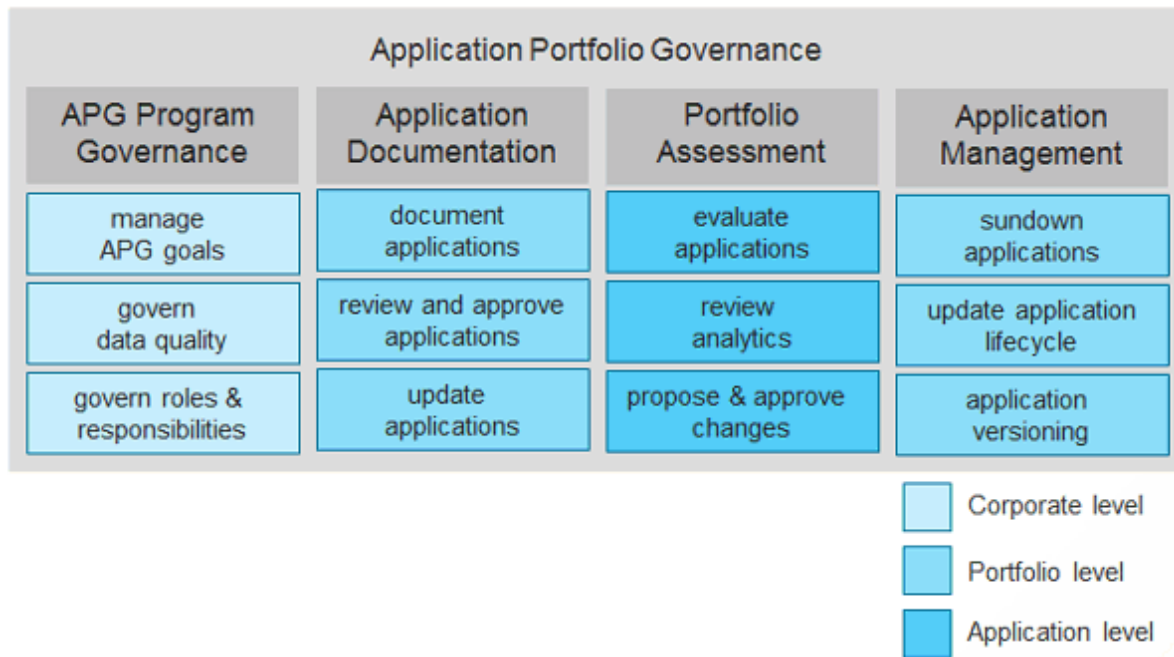 Application Portfolio Governance
APG Program
Governance
Application
Documentation
Portfolio
Assessment
Application
Management
manage
APG goals
document
applications
evaluate
applications
sundown
applications
govern
data quality
review and approve
applications
review
analytics
update application
lifecycle
govern roles &
responsibilities
update
applications
propose & approve
changes
application
versioning
Corporate level
Portfolio level
Application level